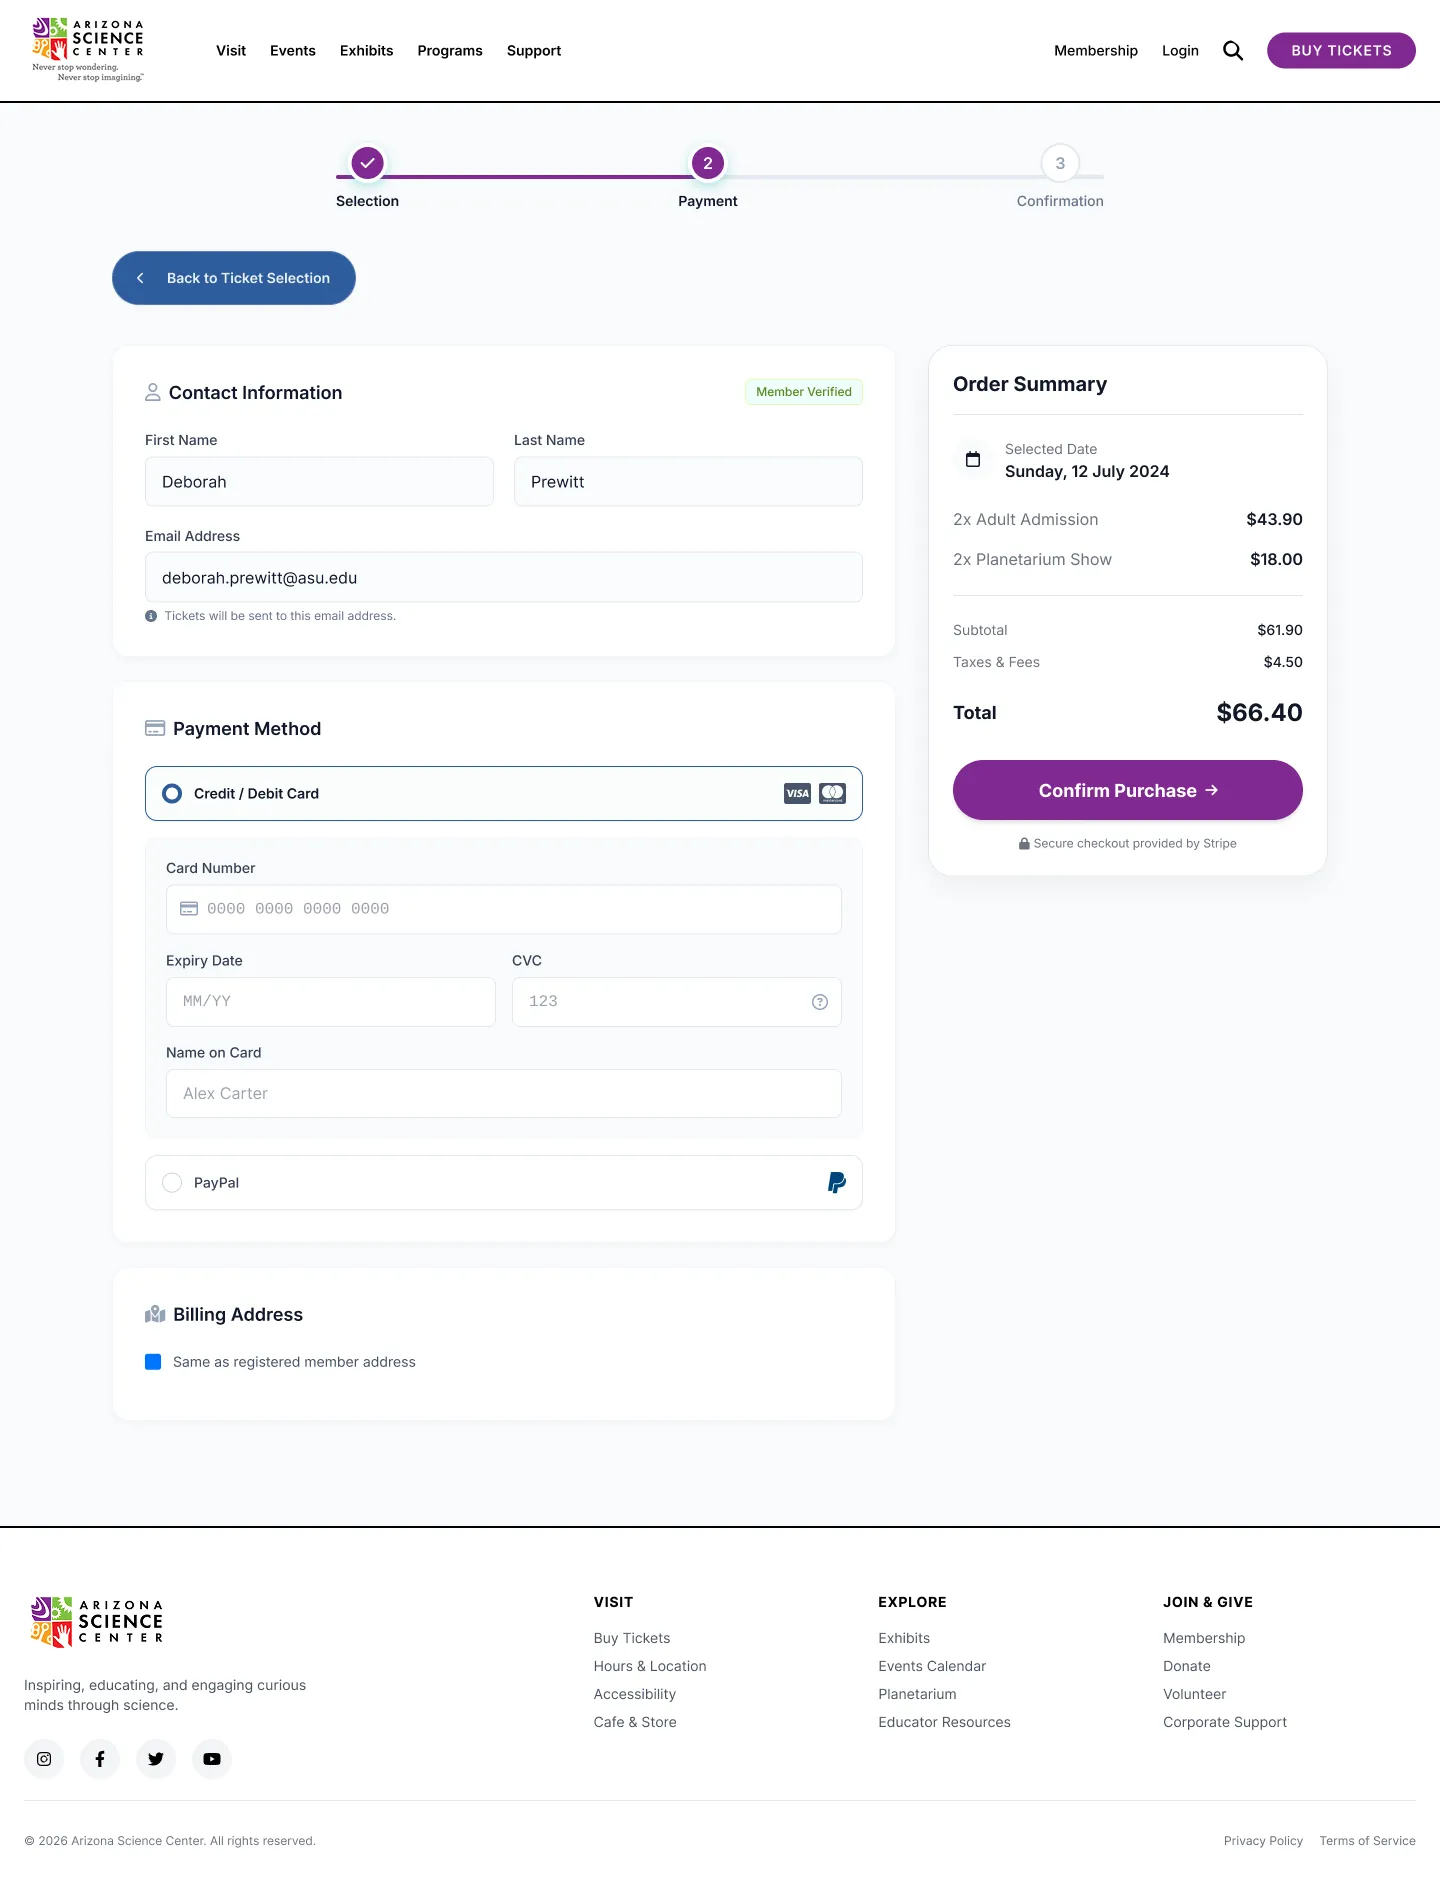 ARIZONA
SCIENCE
CENTER
Never stop wondering.
Never stop imagining.™
Visit
Events
Exhibits
Programs
Support
Membership
Login
BUY TICKETS
2
3
Selection
Payment
Confirmation
Back to Ticket Selection
Contact Information
Member Verified
First Name
Last Name
Deborah
Prewitt
Email Address
deborah.prewitt@asu.edu
Tickets will be sent to this email address.
Payment Method
Credit / Debit Card
VISA
mastercard
Card Number
0000 0000 0000 0000
Expiry Date
CVC
MM/YY
123
Name on Card
Alex Carter
PayPal
Billing Address
Same as registered member address
Order Summary
Selected Date
Sunday, 12 July 2024
2x Adult Admission
$43.90
2x Planetarium Show
$18.00
Subtotal
$61.90
Taxes & Fees
$4.50
Total
$66.40
Confirm Purchase
Secure checkout provided by Stripe
ARIZONA
SCIENCE
CENTER
Inspiring, educating, and engaging curious
minds through science.
VISIT
Buy Tickets
Hours & Location
Accessibility
Cafe & Store
EXPLORE
Exhibits
Events Calendar
Planetarium
Educator Resources
JOIN & GIVE
Membership
Donate
Volunteer
Corporate Support
© 2026 Arizona Science Center. All rights reserved.
Privacy Policy
Terms of Service